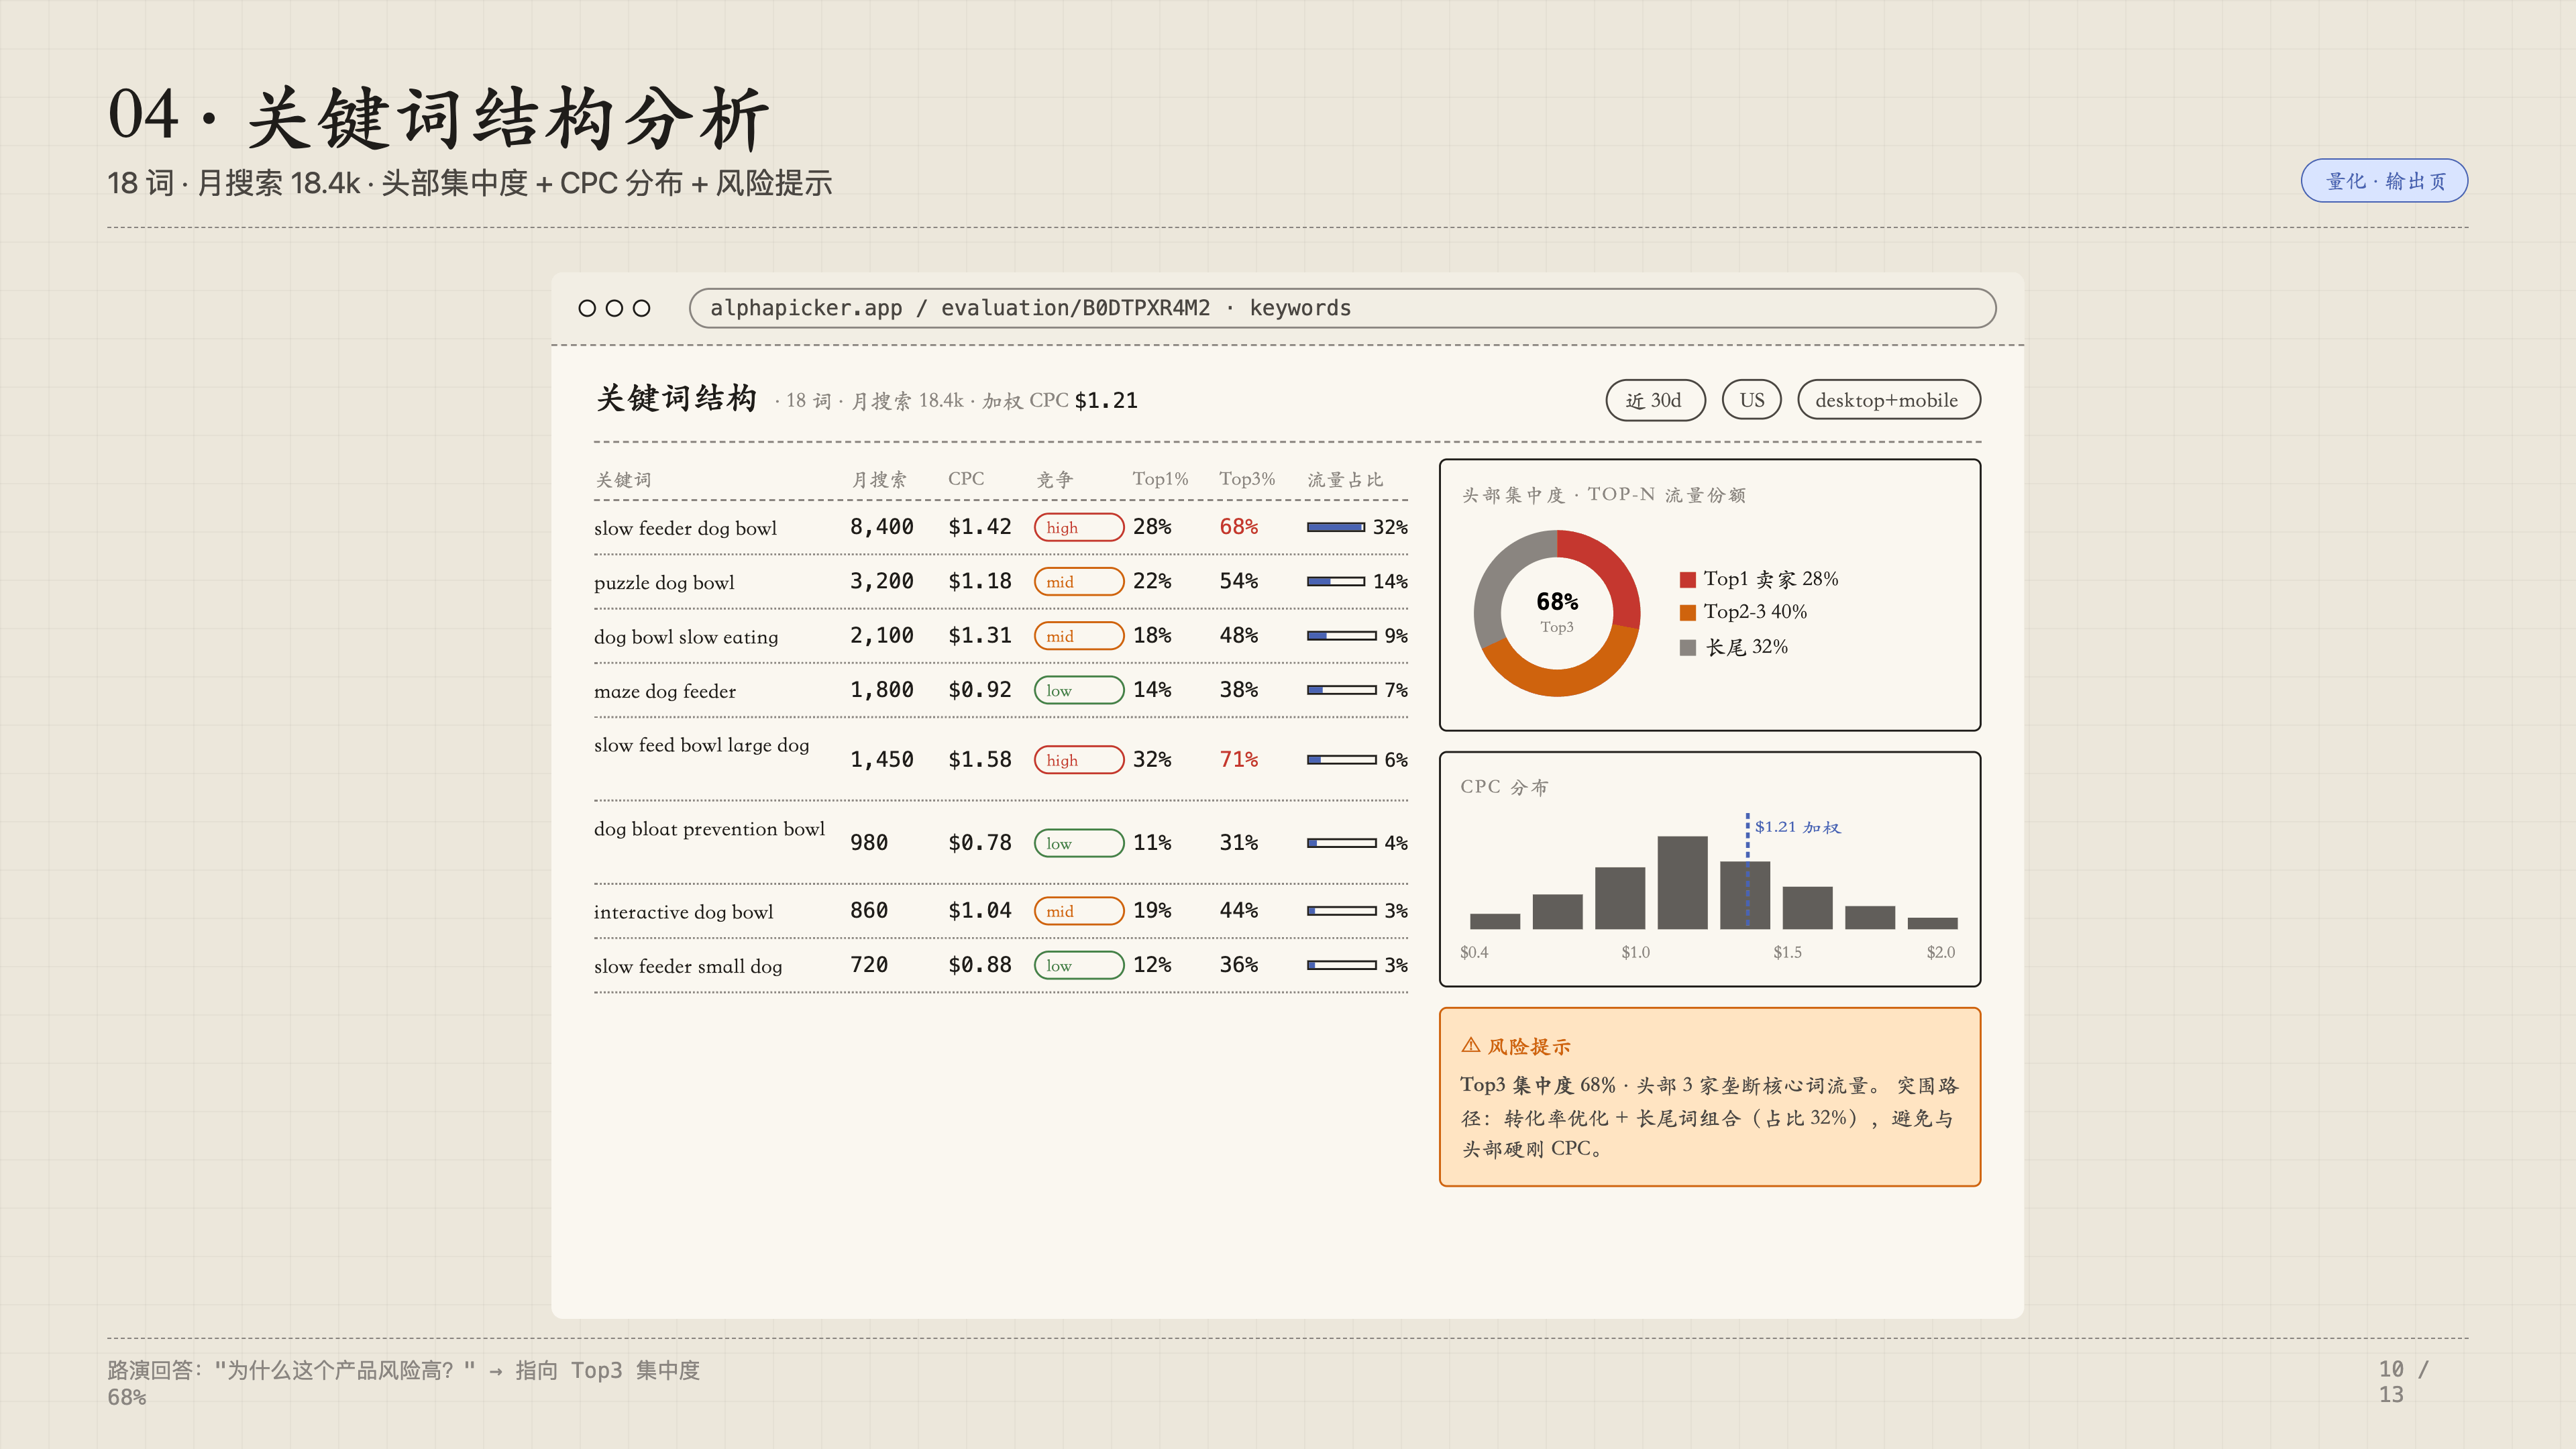 04 · 关键词结构分析
18 词 · 月搜索 18.4k · 头部集中度 + CPC 分布 + 风险提示
量化 · 输出页
alphapicker.app / evaluation/B0DTPXR4M2 · keywords
关键词结构 · 18 词 · 月搜索 18.4k · 加权 CPC $1.21
近 30d US desktop+mobile
关键词 月搜索 CPC 竞争 Top1% Top3% 流量占比
slow feeder dog bowl 8,400 $1.42 high 28% 68% 32%
puzzle dog bowl 3,200 $1.18 mid 22% 54% 14%
dog bowl slow eating 2,100 $1.31 mid 18% 48% 9%
maze dog feeder 1,800 $0.92 low 14% 38% 7%
slow feed bowl large dog 1,450 $1.58 high 32% 71% 6%
dog bloat prevention bowl 980 $0.78 low 11% 31% 4%
interactive dog bowl 860 $1.04 mid 19% 44% 3%
slow feeder small dog 720 $0.88 low 12% 36% 3%
头部集中度 · TOP-N 流量份额
68%
Top3
Top1 卖家 28%
Top2-3 40%
长尾 32%
CPC 分布
$1.21 加权
$0.4 $1.0 $1.5 $2.0
⚠ 风险提示
Top3 集中度 68% · 头部 3 家垄断核心词流量。 突围路
径：转化率优化 + 长尾词组合（占比 32%），避免与
头部硬刚 CPC。
路演回答："为什么这个产品风险高？" → 指向 Top3 集中度
68%
10 /
13